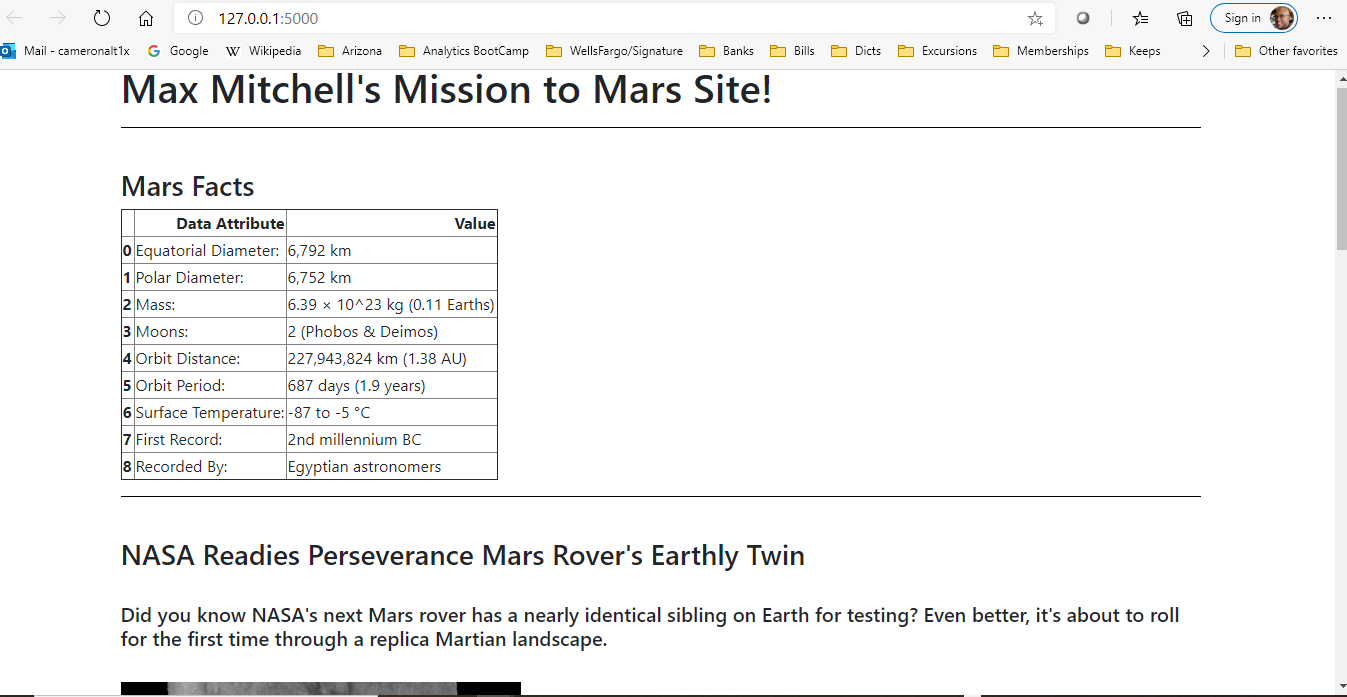 127.0.0.1:5000
Sign in
Mail - cameronalt1x
Google
W Wikipedia
Arizona
Analytics BootCamp
WellsFargo/Signature
Banks
Bills
Dicts
Excursions
Memberships
Keeps
Other favorites
Max Mitchell's Mission to Mars Site!
Mars Facts
Data Attribute Value
0 Equatorial Diameter: 6,792 km
1 Polar Diameter: 6,752 km
2 Mass: 6.39 × 10^23 kg (0.11 Earths)
3 Moons: 2 (Phobos & Deimos)
4 Orbit Distance: 227,943,824 km (1.38 AU)
5 Orbit Period: 687 days (1.9 years)
6 Surface Temperature: -87 to -5 °C
7 First Record: 2nd millennium BC
8 Recorded By: Egyptian astronomers
NASA Readies Perseverance Mars Rover's Earthly Twin
Did you know NASA's next Mars rover has a nearly identical sibling on Earth for testing? Even better, it's about to roll
for the first time through a replica Martian landscape.